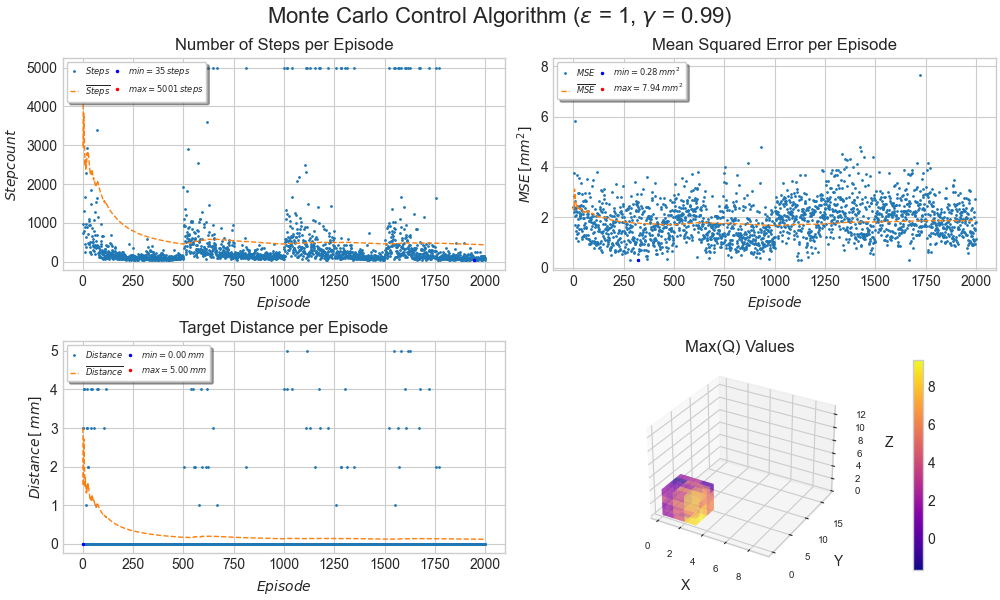 Monte Carlo Control Algorithm (ε = 1, γ = 0.99)
Number of Steps per Episode
Steps
Steps
min = 35 steps
max = 5001 steps
5000
4000
3000
2000
1000
0
Stepcount
0 250 500 750 1000 1250 1500 1750 2000
Episode
Mean Squared Error per Episode
MSE
MSE
min = 0.28 mm²
max = 7.94 mm²
8
6
4
2
0
MSE [mm²]
0 250 500 750 1000 1250 1500 1750 2000
Episode
Target Distance per Episode
Distance
Distance
min = 0.00 mm
max = 5.00 mm
5
4
3
2
1
0
Distance [ mm]
0 250 500 750 1000 1250 1500 1750 2000
Episode
Max(Q) Values
12
10
8
6
4
2
0
Z
15
10
5
0
Y
0 2 4 6 8
X
8
6
4
2
0